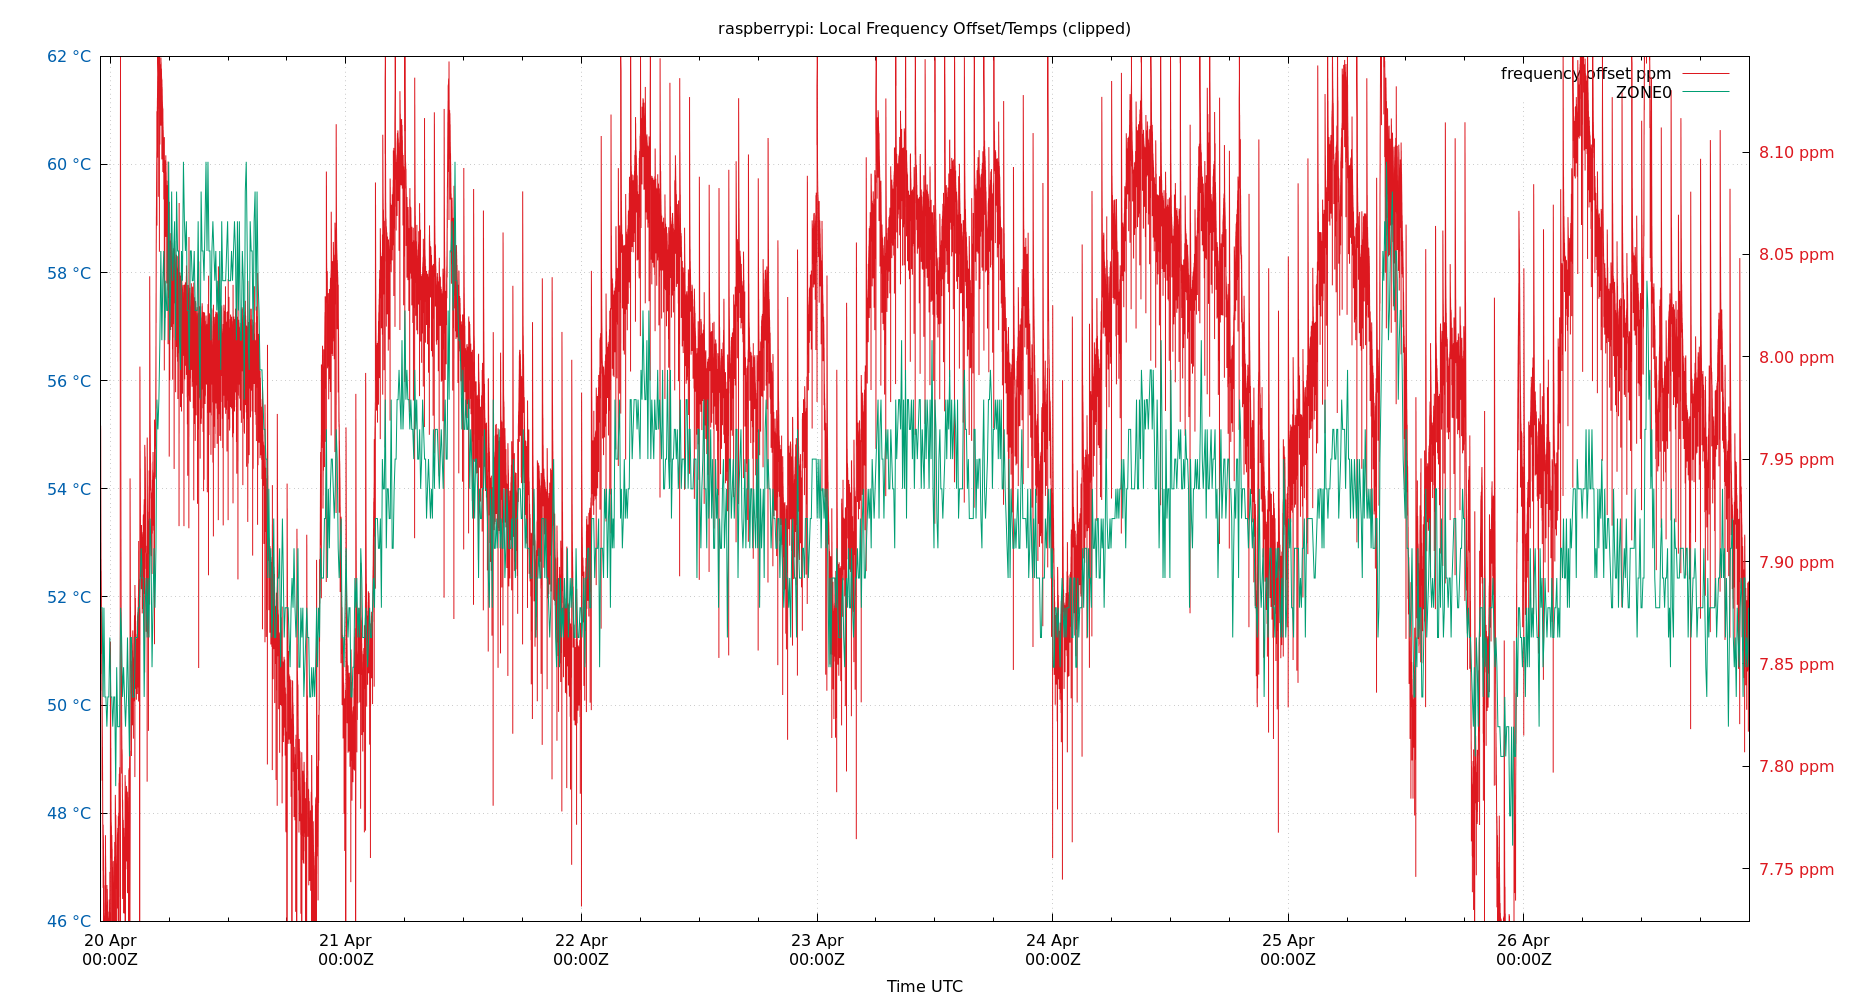 raspberrypi: Local Frequency Offset/Temps (clipped)
frequency offset ppm
ZONE0
62 °C
60 °C
58 °C
56 °C
54 °C
52 °C
50 °C
48 °C
46 °C
8.10 ppm
8.05 ppm
8.00 ppm
7.95 ppm
7.90 ppm
7.85 ppm
7.80 ppm
7.75 ppm
20 Apr
00:00Z
21 Apr
00:00Z
22 Apr
00:00Z
23 Apr
00:00Z
24 Apr
00:00Z
25 Apr
00:00Z
26 Apr
00:00Z
Time UTC